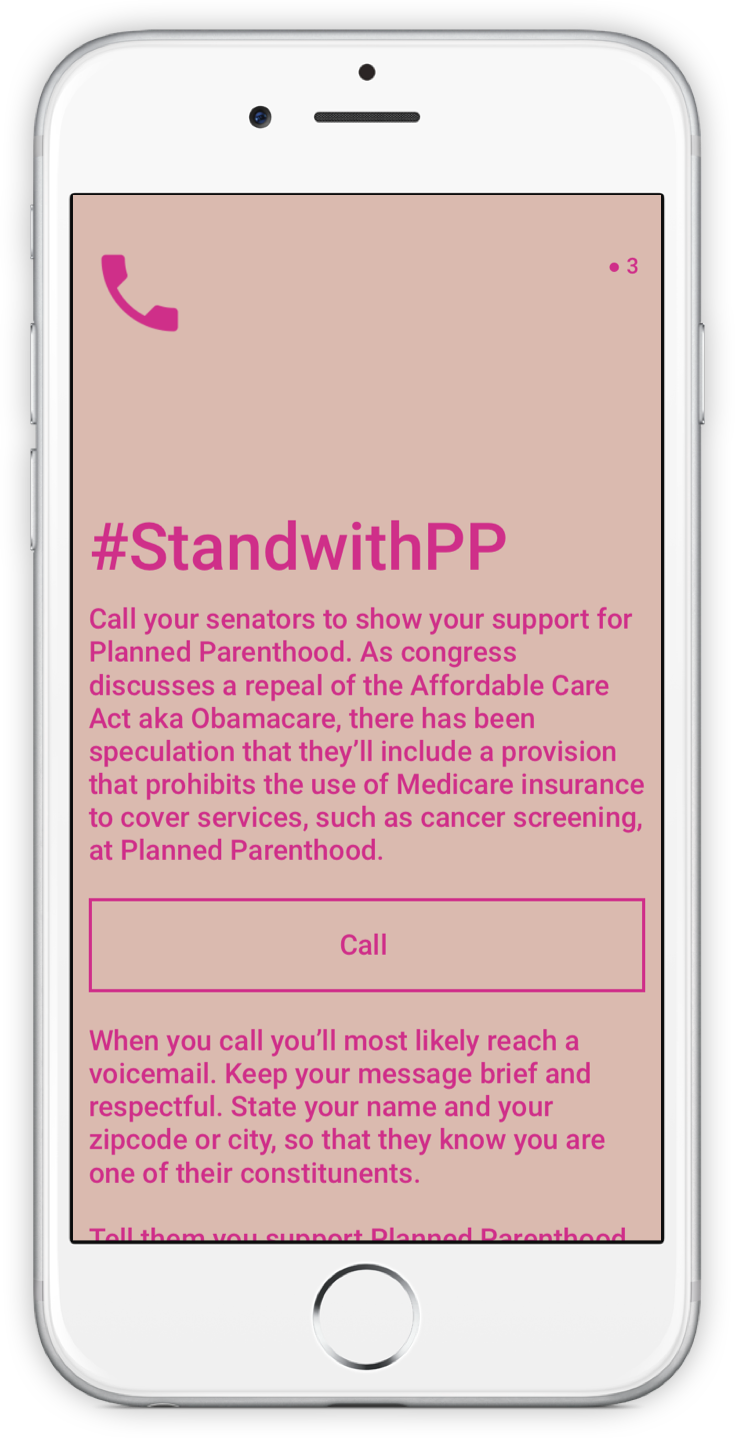 • 3
#StandwithPP
Call your senators to show your support for
Planned Parenthood. As congress
discusses a repeal of the Affordable Care
Act aka Obamacare, there has been
speculation that they’ll include a provision
that prohibits the use of Medicare insurance
to cover services, such as cancer screening,
at Planned Parenthood.
Call
When you call you’ll most likely reach a
voicemail. Keep your message brief and
respectful. State your name and your
zipcode or city, so that they know you are
one of their constitunents.
Tell them you support Planned Parenthood